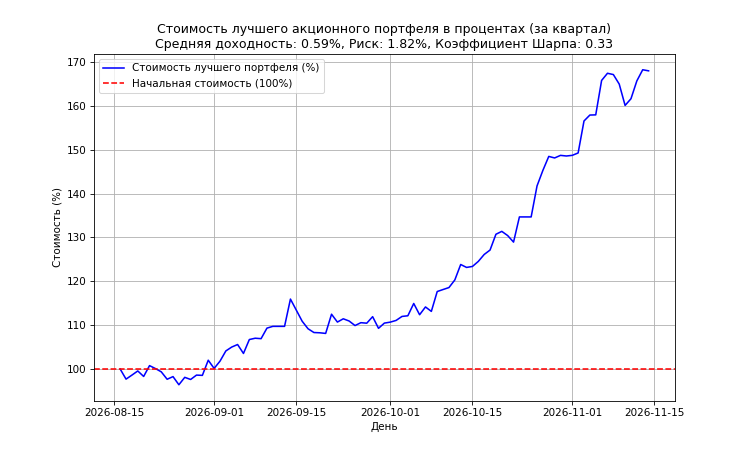 Стоимость лучшего акционного портфеля в процентах (за квартал)
Средняя доходность: 0.59%, Риск: 1.82%, Коэффициент Шарпа: 0.33
Стоимость лучшего портфеля (%)
Начальная стоимость (100%)
Стоимость (%)
170
160
150
140
130
120
110
100
2026-08-15
2026-09-01
2026-09-15
2026-10-01
2026-10-15
2026-11-01
2026-11-15
День